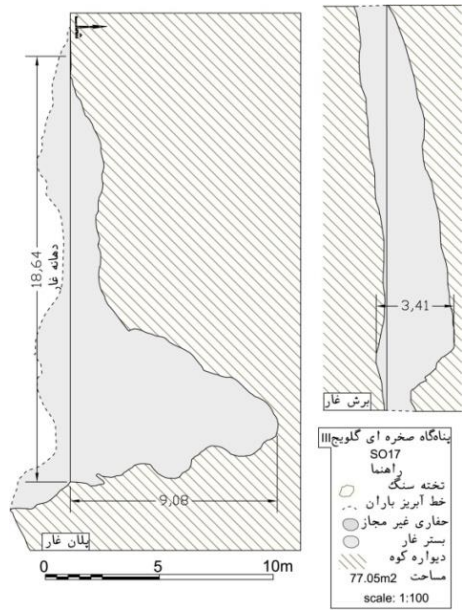 18,64
دهانه غار
9,08
پلان غار
0 5 10m
3,41
برش غار
پناهگاه صخره ای گلویچ III
SO17
راهنما
تخته سنگ
خط آبریز باران
حفاری غیر مجاز
بستر غار
دیواره کوه
مساحت 77.05m2
scale: 1:100